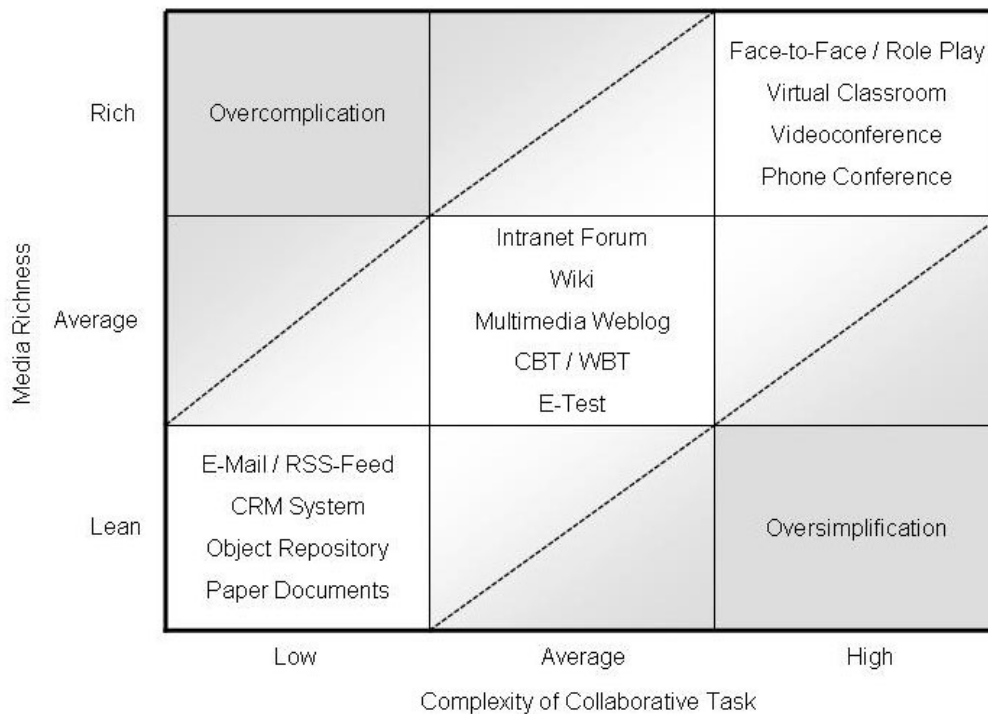 Rich
Overcomplication
Face-to-Face / Role Play
Virtual Classroom
Videoconference
Phone Conference
Media Richness
Average
Intranet Forum
Wiki
Multimedia Weblog
CBT / WBT
E-Test
Lean
E-Mail / RSS-Feed
CRM System
Object Repository
Paper Documents
Oversimplification
Low
Average
High
Complexity of Collaborative Task